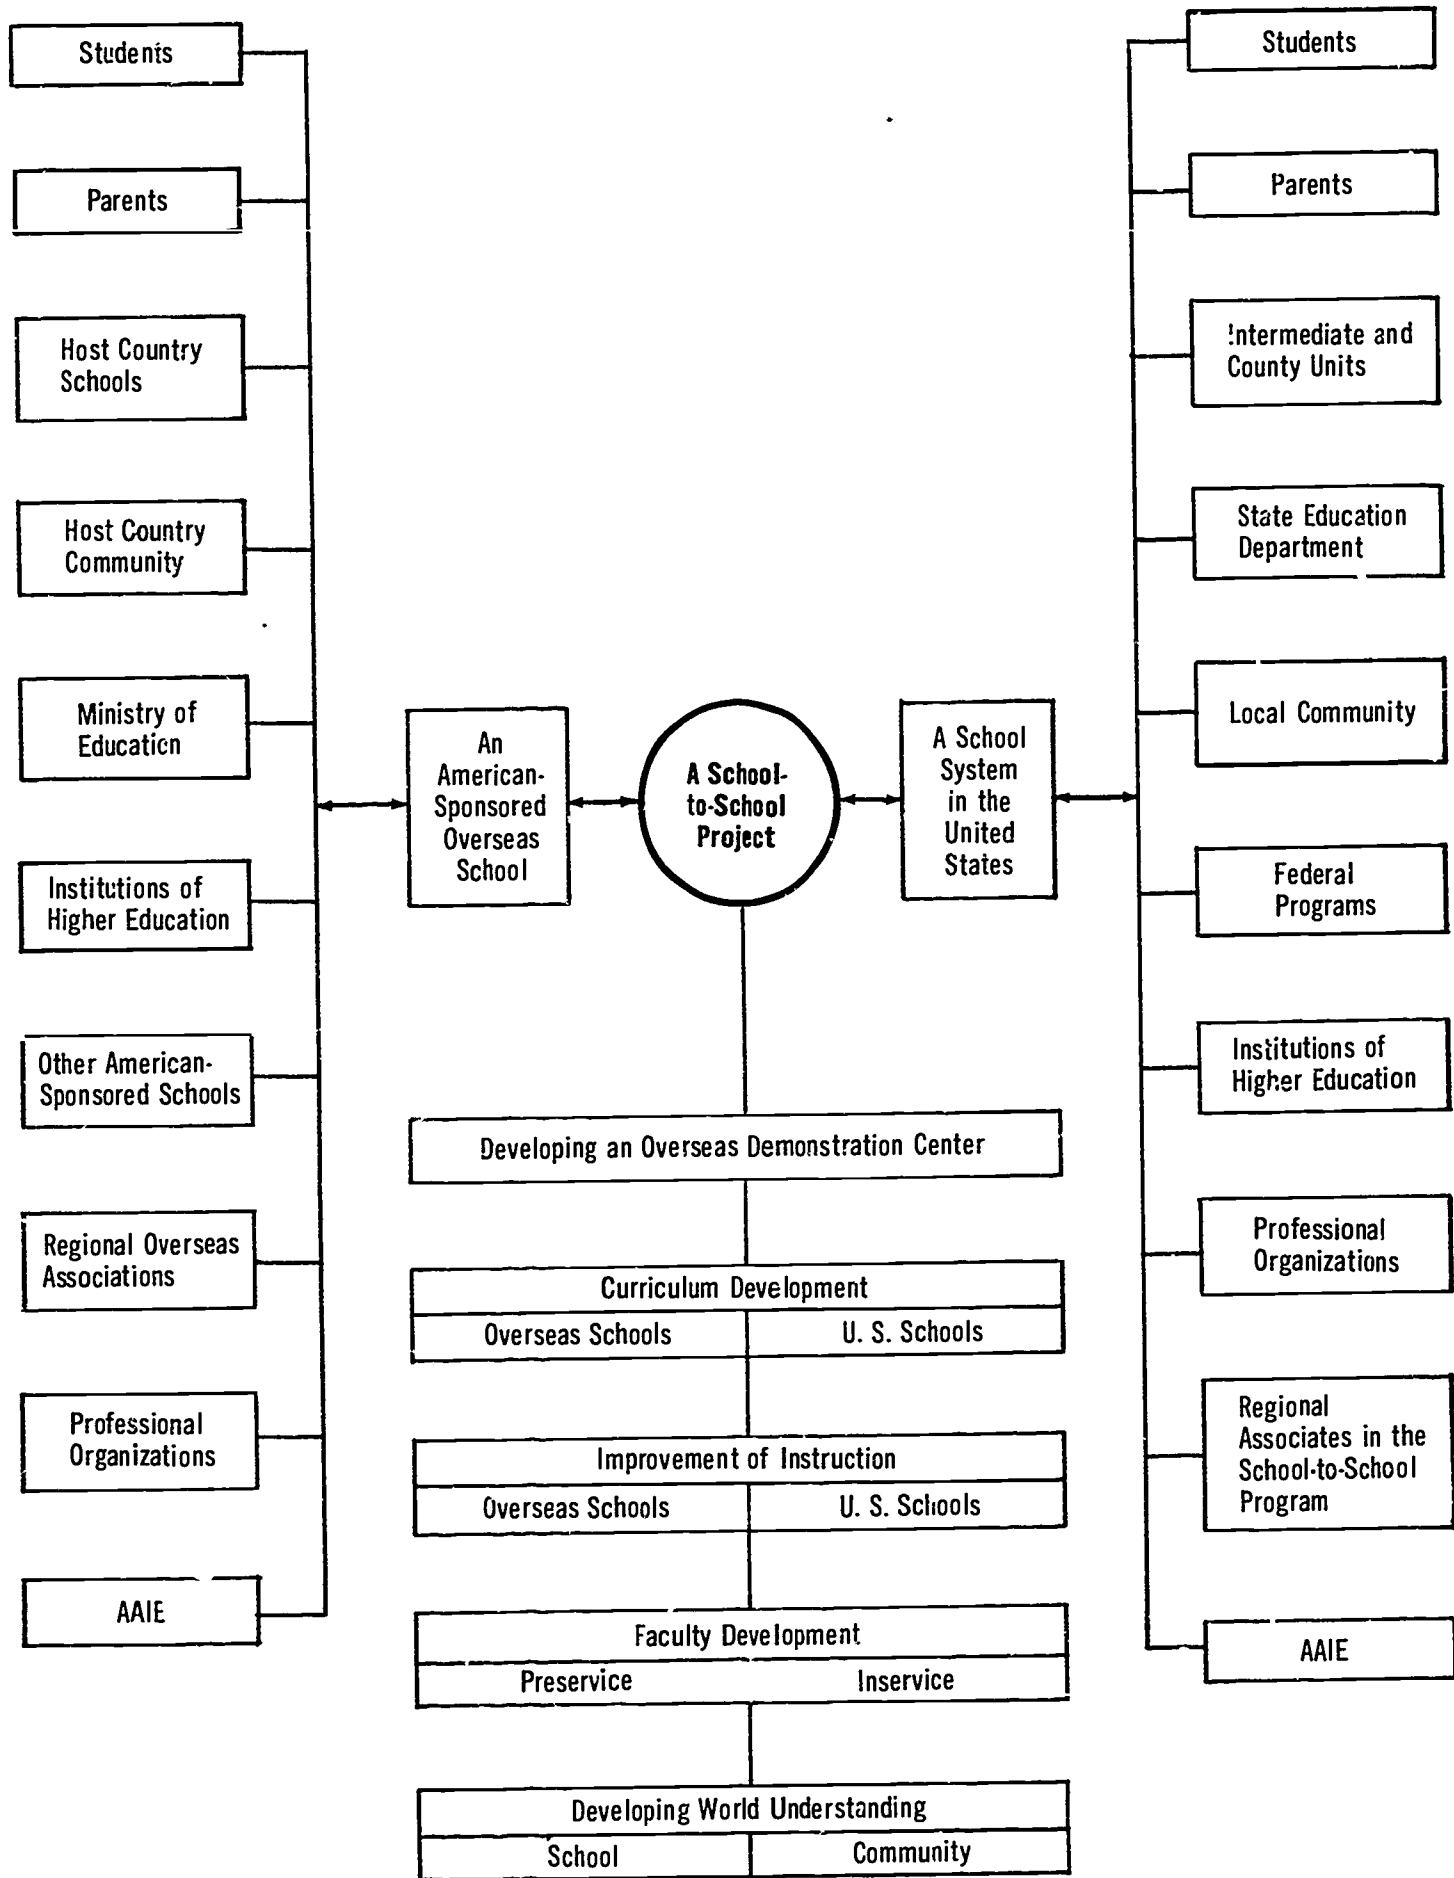 Students
Parents
Host Country
Schools
Host Country
Community
Ministry of
Education
Institutions of
Higher Education
Other American-
Sponsored Schools
Regional Overseas
Associations
Professional
Organizations
AAIE
An
American-
Sponsored
Overseas
School
A School-
to-School
Project
A School
System
in the
United
States
Developing an Overseas Demonstration Center
Curriculum Development
Overseas Schools
U. S. Schools
Improvement of Instruction
Overseas Schools
U. S. Schools
Faculty Development
Preservice
Inservice
Developing World Understanding
School
Community
Students
Parents
Intermediate and
County Units
State Education
Department
Local Community
Federal
Programs
Institutions of
Higher Education
Professional
Organizations
Regional
Associates in the
School-to-School
Program
AAIE